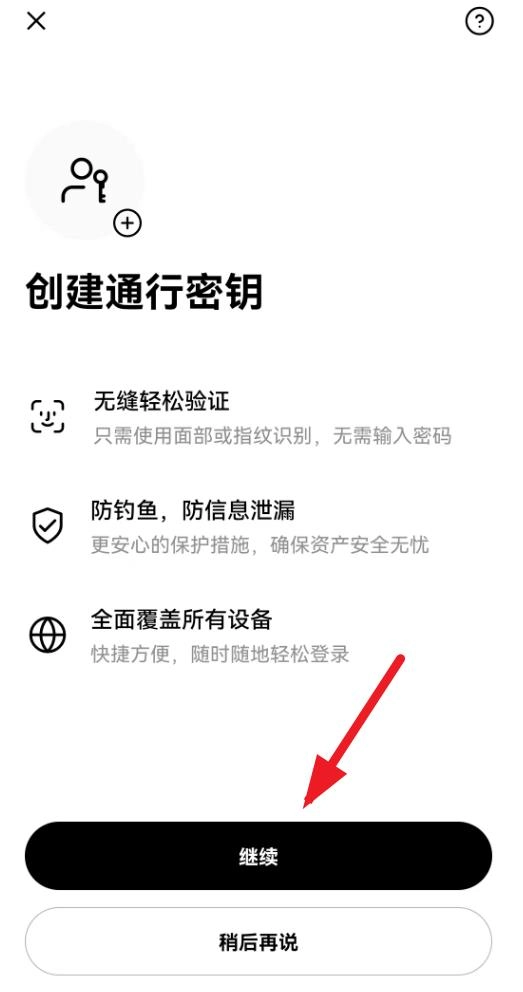 创建通行密钥
无缝轻松验证
只需使用面部或指纹识别，无需输入密码
防钓鱼，防信息泄漏
更安心的保护措施，确保资产安全无忧
全面覆盖所有设备
快捷方便，随时随地轻松登录
继续
稍后再说